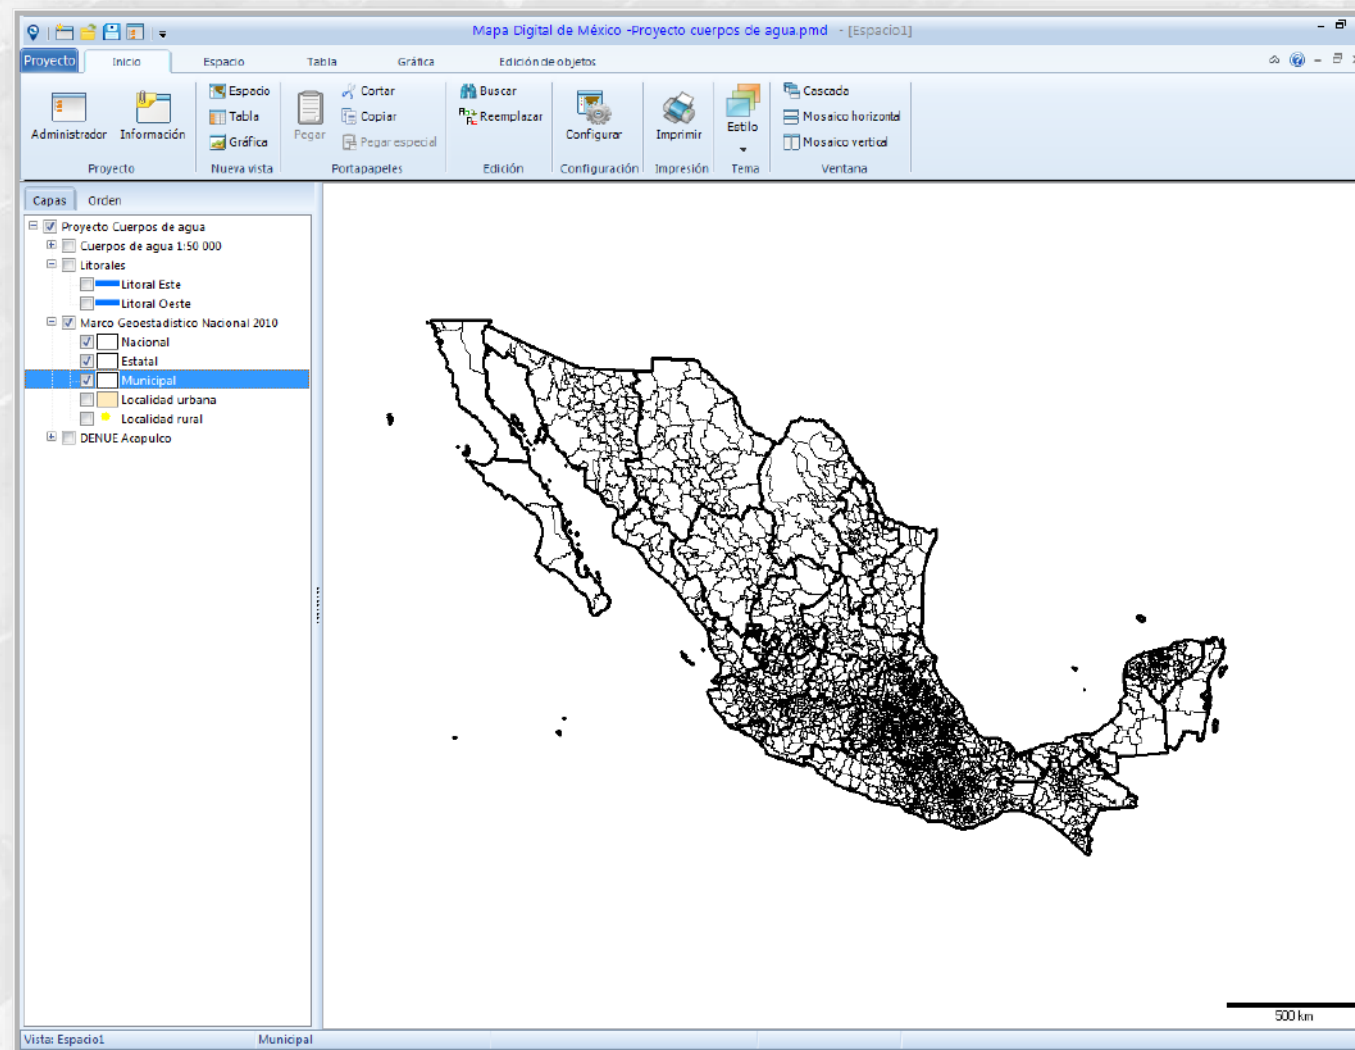 Mapa Digital de México -Proyecto cuerpos de agua.pmd - [Espacio1]
Proyecto Inicio Espacio Tabla Gráfica Edición de objetos
Administrador
Información
Proyecto
Espacio
Tabla
Gráfica
Nueva vista
Pegar
Cortar
Copiar
Pegar especial
Portapapeles
Buscar
Reemplazar
Edición
Configurar
Configuración
Imprimir
Impresión
Estilo
Tema
Cascada
Mosaico horizontal
Mosaico vertical
Ventana
Capas Orden
Proyecto Cuerpos de agua
Cuerpos de agua 1:50 000
Litorales
Litoral Este
Litoral Oeste
Marco Geoestadístico Nacional 2010
Nacional
Estatal
Municipal
Localidad urbana
Localidad rural
DENUE Acapulco
500 km
Vista: Espacio1 Municipal